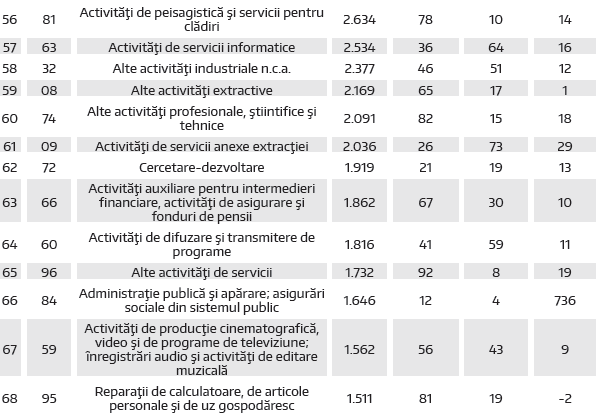 56 81 Activităţi de peisagistică şi servicii pentru clădiri 2.634 78 10 14
57 63 Activităţi de servicii informatice 2.534 36 64 16
58 32 Alte activităţi industriale n.c.a. 2.377 46 51 12
59 08 Alte activităţi extractive 2.169 65 17 1
60 74 Alte activităţi profesionale, ştiintifice şi tehnice 2.091 82 15 18
61 09 Activităţi de servicii anexe extracţiei 2.036 26 73 29
62 72 Cercetare-dezvoltare 1.919 21 19 13
63 66 Activităţi auxiliare pentru intermedieri financiare, activităţi de asigurare şi fonduri de pensii 1.862 67 30 10
64 60 Activităţi de difuzare şi transmitere de programe 1.816 41 59 11
65 96 Alte activităţi de servicii 1.732 92 8 19
66 84 Administraţie publică şi apărare; asigurări sociale din sistemul public 1.646 12 4 736
67 59 Activităţi de producţie cinematografică, video şi de programe de televiziune; înregistrări audio şi activităţi de editare muzicală 1.562 56 43 9
68 95 Reparaţii de calculatoare, de articole personale şi de uz gospodăresc 1.511 81 19 -2